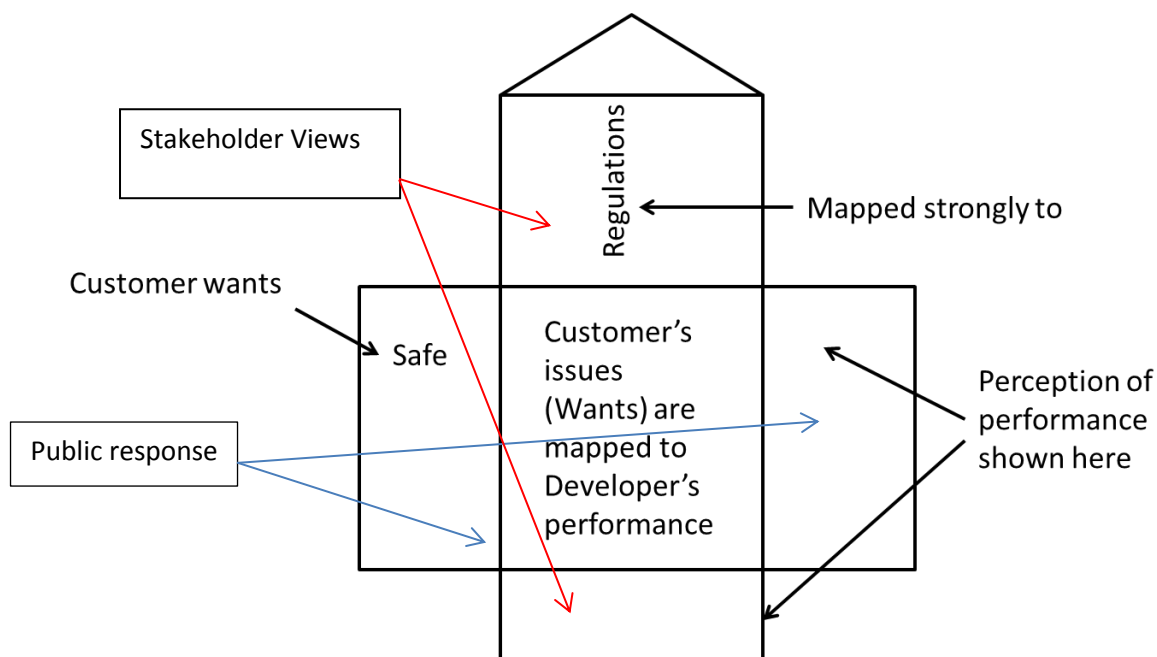 Stakeholder Views
Regulations
Mapped strongly to
Customer wants
Safe
Customer’s
issues
(Wants) are
mapped to
Developer’s
performance
Perception of
performance
shown here
Public response